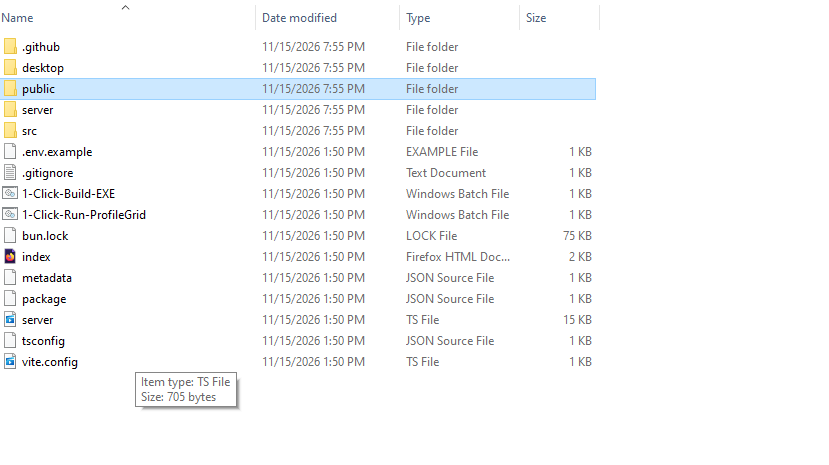 Name Date modified Type Size
.github 11/15/2026 7:55 PM File folder
desktop 11/15/2026 7:55 PM File folder
public 11/15/2026 7:55 PM File folder
server 11/15/2026 7:55 PM File folder
src 11/15/2026 7:55 PM File folder
.env.example 11/15/2026 1:50 PM EXAMPLE File 1 KB
.gitignore 11/15/2026 1:50 PM Text Document 1 KB
1-Click-Build-EXE 11/15/2026 1:50 PM Windows Batch File 1 KB
1-Click-Run-ProfileGrid 11/15/2026 1:50 PM Windows Batch File 1 KB
bun.lock 11/15/2026 1:50 PM LOCK File 75 KB
index 11/15/2026 1:50 PM Firefox HTML Doc... 2 KB
metadata 11/15/2026 1:50 PM JSON Source File 1 KB
package 11/15/2026 1:50 PM JSON Source File 1 KB
server 11/15/2026 1:50 PM TS File 15 KB
tsconfig 11/15/2026 1:50 PM JSON Source File 1 KB
vite.config 11/15/2026 1:50 PM TS File 1 KB
Item type: TS File
Size: 705 bytes